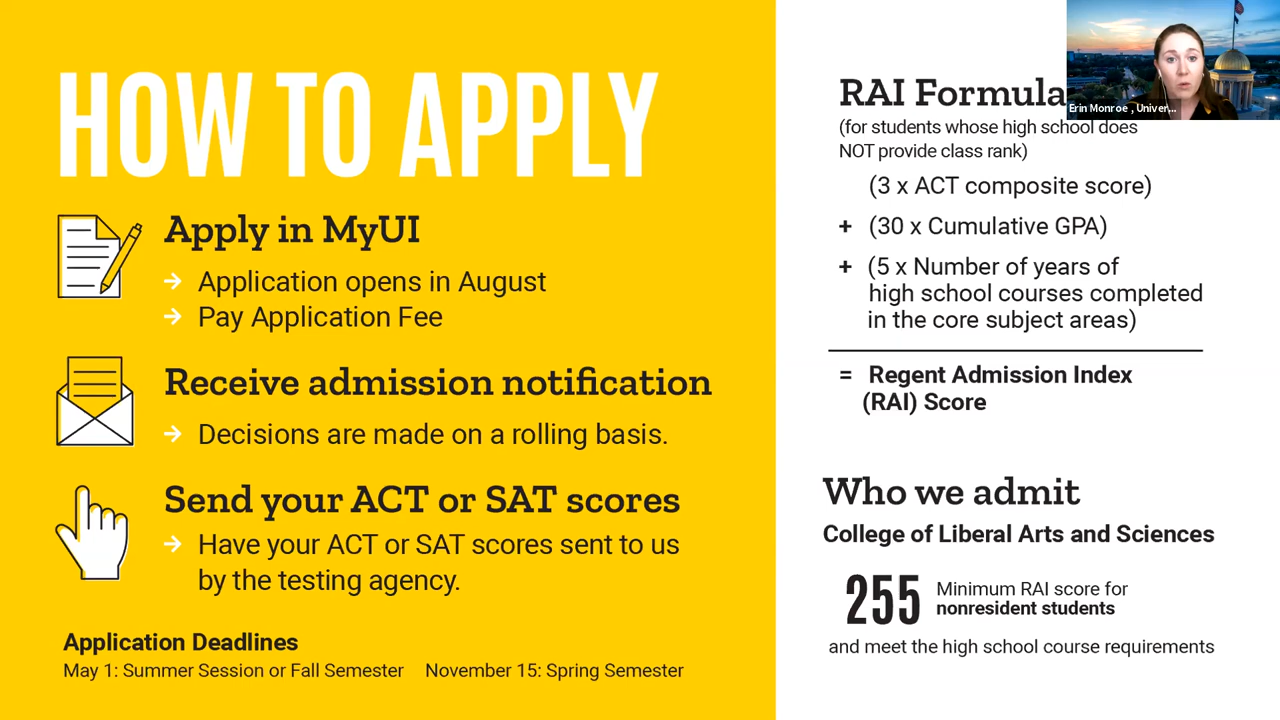 HOW TO APPLY
Apply in MyUI
→ Application opens in August
→ Pay Application Fee
Receive admission notification
→ Decisions are made on a rolling basis.
Send your ACT or SAT scores
→ Have your ACT or SAT scores sent to us
by the testing agency.
Application Deadlines
May 1: Summer Session or Fall Semester November 15: Spring Semester
RAI Formula
Erin Monroe , Univer...
(for students whose high school does
NOT provide class rank)
(3 x ACT composite score)
+ (30 x Cumulative GPA)
+ (5 x Number of years of
high school courses completed
in the core subject areas)
= Regent Admission Index
(RAI) Score
Who we admit
College of Liberal Arts and Sciences
255 Minimum RAI score for
nonresident students
and meet the high school course requirements